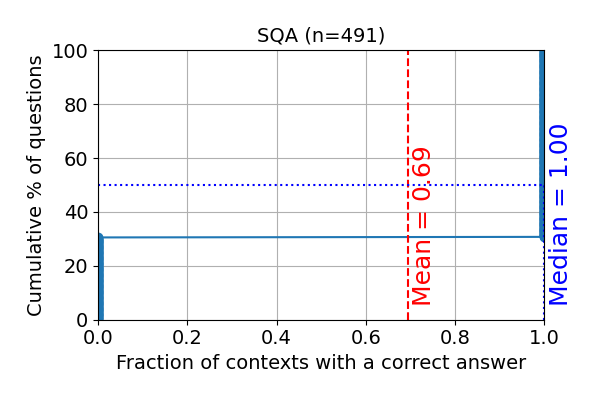 SQA (n=491)
Cumulative % of questions
100
80
60
40
20
0
0.0 0.2 0.4 0.6 0.8 1.0
Mean = 0.69
Median = 1.00
Fraction of contexts with a correct answer